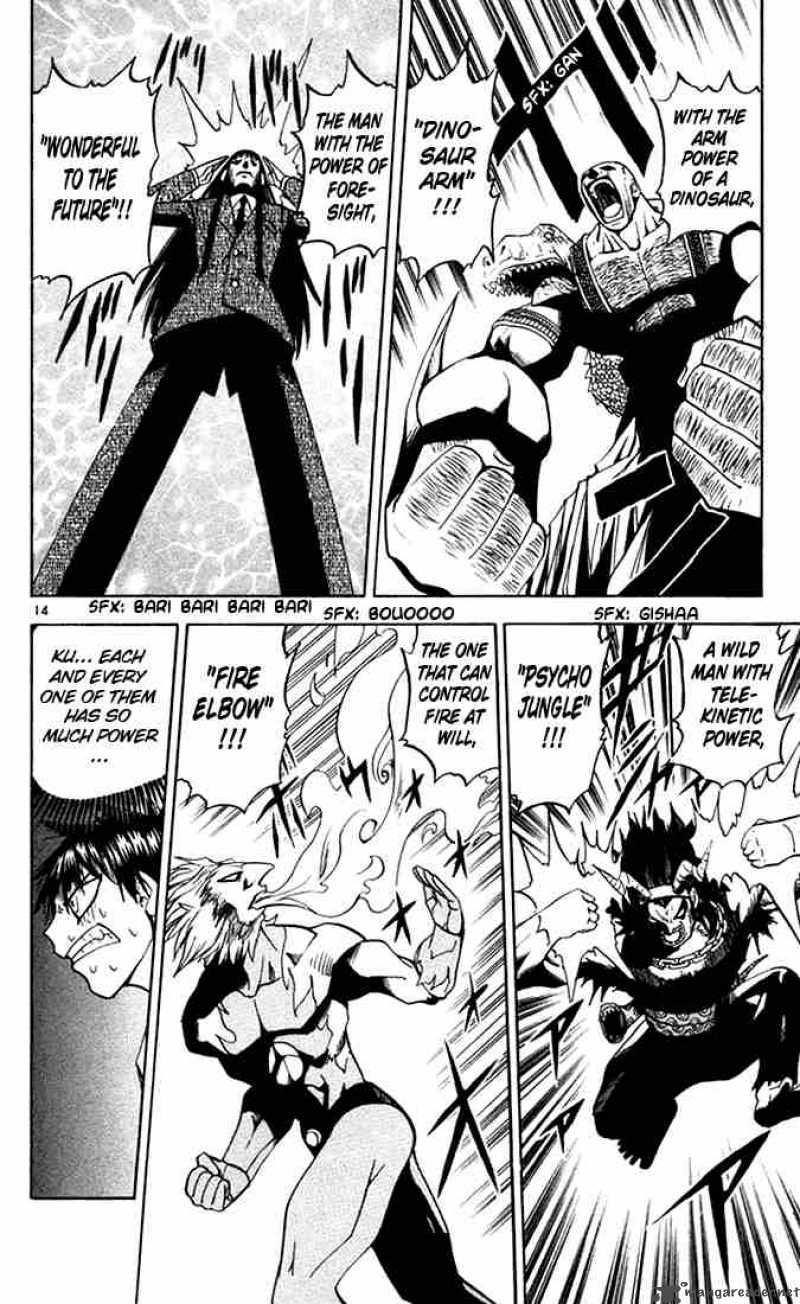 WITH THE
ARM
POWER
OF A
DINOSAUR,
SFX: GAN
"DINO-
SAUR
ARM"
!!!
THE MAN
WITH THE
POWER OF
FORE-
SIGHT,
"WONDERFUL
TO THE
FUTURE"!!
14
SFX: BARI BARI BARI BARI
SFX: GISHAA
A WILD
MAN WITH
TELE-
KINETIC
POWER,
"PSYCHO
JUNGLE"
!!!
SFX: BOUOOOO
THE ONE
THAT CAN
CONTROL
FIRE AT
WILL,
"FIRE
ELBOW"
!!!
KU... EACH
AND EVERY
ONE OF THEM
HAS SO
MUCH POWER
...
mangareader.net